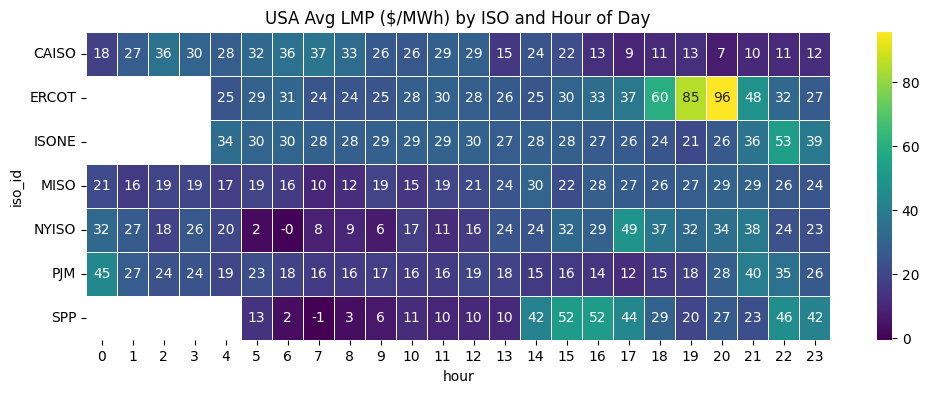 USA Avg LMP ($/MWh) by ISO and Hour of Day
CAISO 18 27 36 30 28 32 36 37 33 26 26 29 29 15 24 22 13 9 11 13 7 10 11 12
ERCOT 25 29 31 24 24 25 28 30 28 26 25 30 33 37 60 85 96 48 32 27
ISONE 34 30 30 28 28 29 29 29 30 27 28 28 27 26 24 21 26 36 53 39
MISO 21 16 19 19 17 19 16 10 12 19 15 19 21 24 30 22 28 27 26 27 29 29 26 24
NYISO 32 27 18 26 20 2 -0 8 9 6 17 11 16 24 24 32 29 49 37 32 34 38 24 23
PJM 45 27 24 24 19 23 18 16 16 17 16 16 19 18 15 16 14 12 15 18 28 40 35 26
SPP 13 2 -1 3 6 11 10 10 10 42 52 52 44 29 20 27 23 46 42
0 1 2 3 4 5 6 7 8 9 10 11 12 13 14 15 16 17 18 19 20 21 22 23
hour
iso_id
80
60
40
20
0